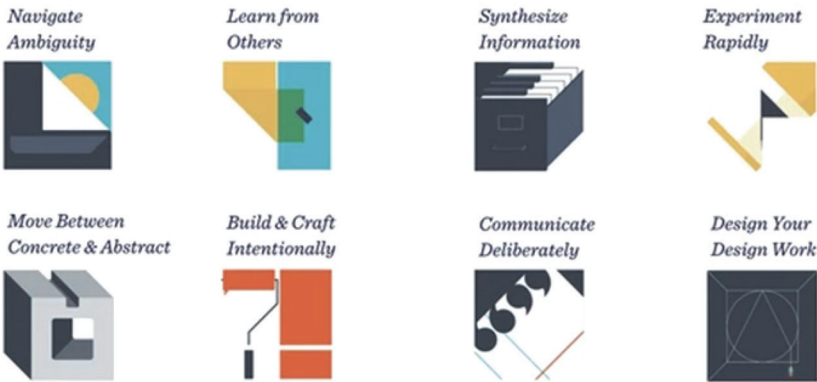 Navigate
Ambiguity
Learn from
Others
Synthesize
Information
Experiment
Rapidly
Move Between
Concrete & Abstract
Build & Craft
Intentionally
Communicate
Deliberately
Design Your
Design Work